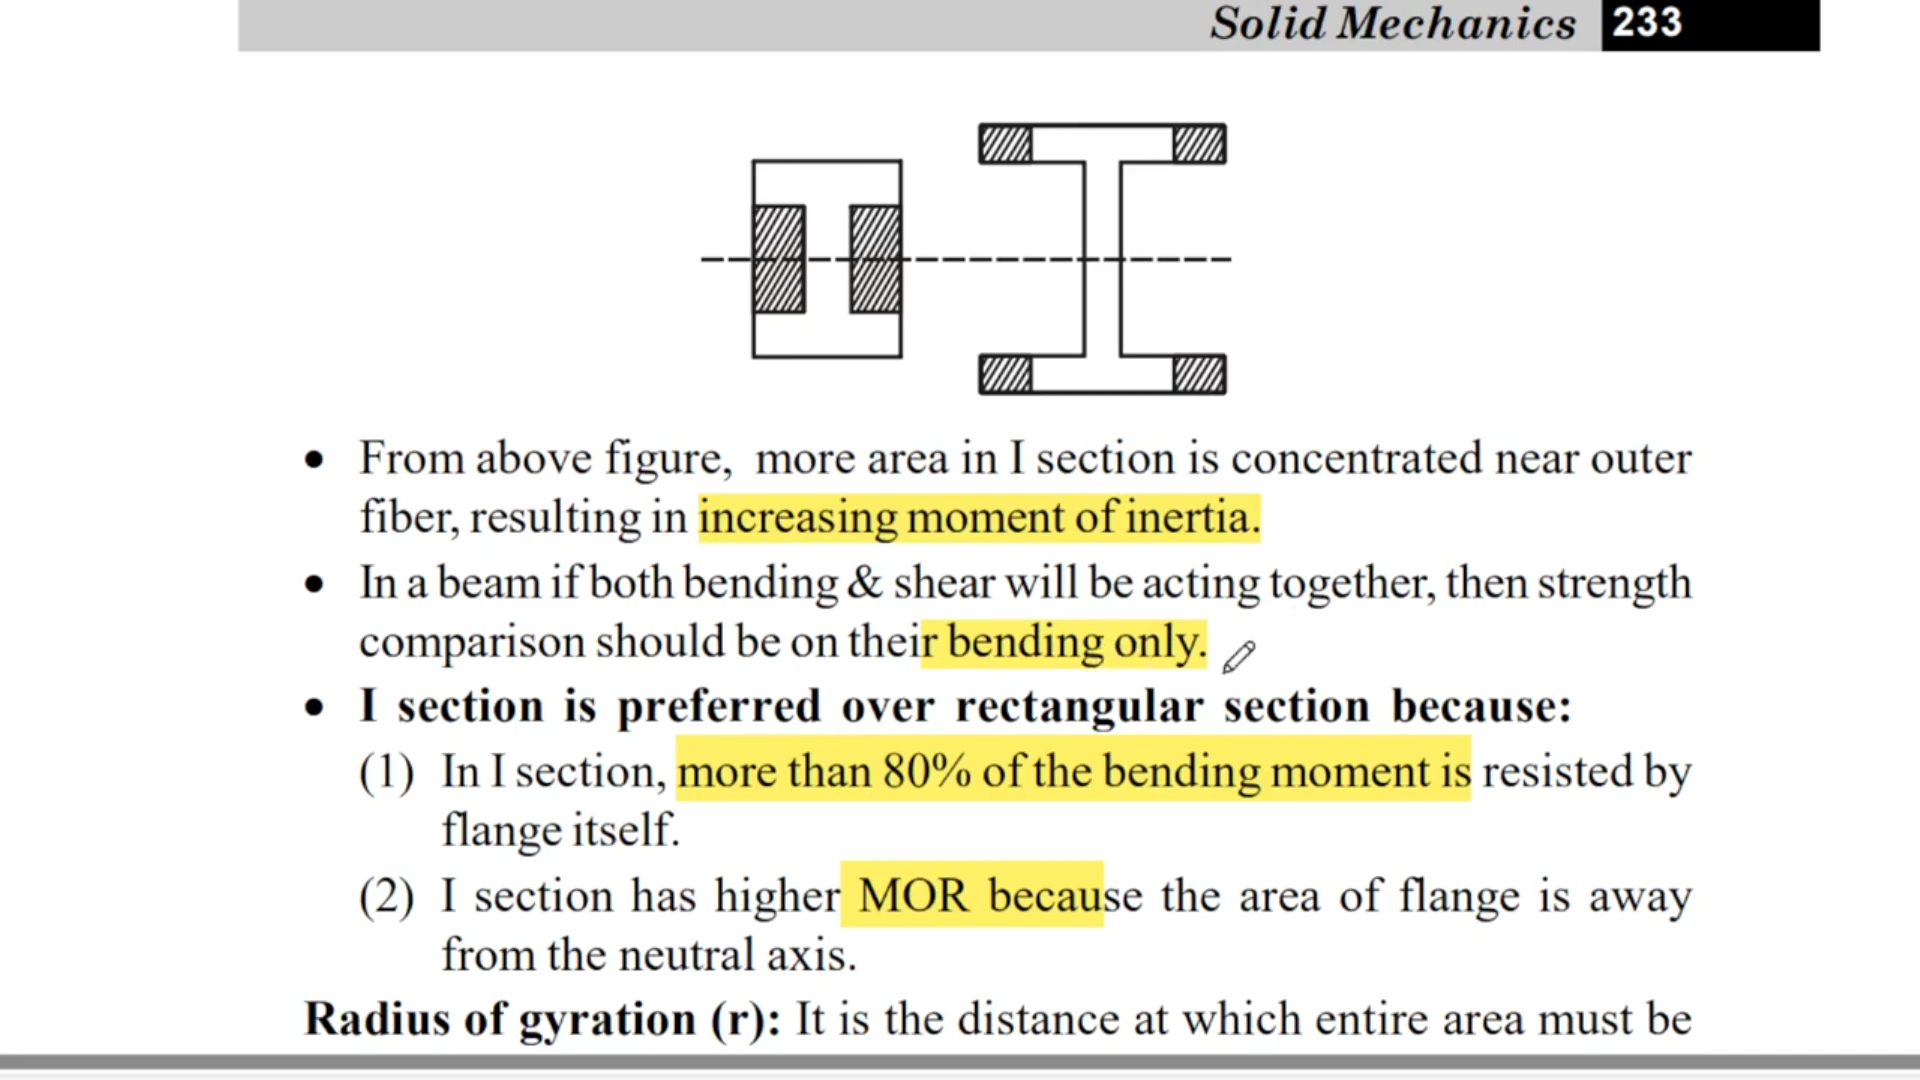 Solid Mechanics 233
• From above figure, more area in I section is concentrated near outer
fiber, resulting in increasing moment of inertia.
• In a beam if both bending & shear will be acting together, then strength
comparison should be on their bending only.
• I section is preferred over rectangular section because:
(1) In I section, more than 80% of the bending moment is resisted by
flange itself.
(2) I section has higher MOR because the area of flange is away
from the neutral axis.
Radius of gyration (r): It is the distance at which entire area must be